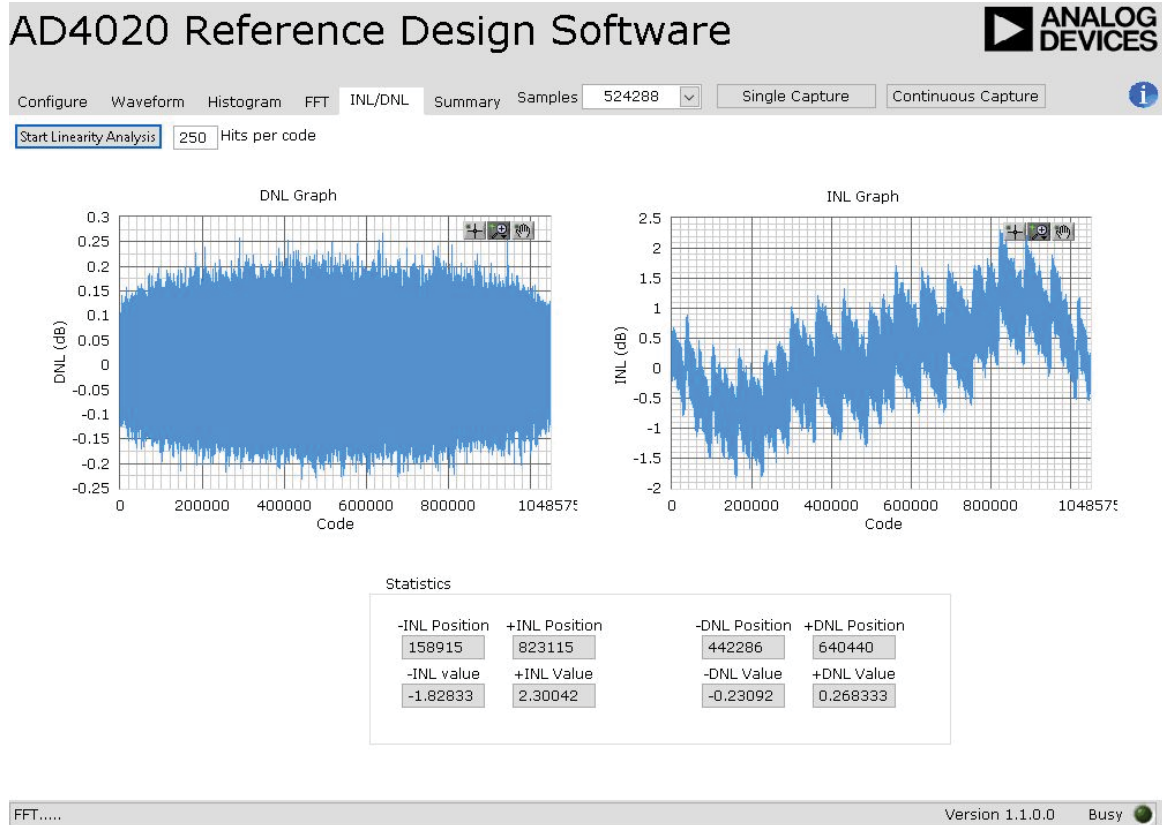 AD4020 Reference Design Software
ANALOG
DEVICES
Configure Waveform Histogram FFT INL/DNL Summary Samples 524288 Single Capture Continuous Capture i
Start Linearity Analysis 250 Hits per code
DNL Graph
0.3
0.25
0.2
0.15
0.1
0.05
0
-0.05
-0.1
-0.15
-0.2
-0.25
DNL (dB)
0 200000 400000 600000 800000 1048575
Code
INL Graph
2.5
2
1.5
1
0.5
0
-0.5
-1
-1.5
-2
INL (dB)
0 200000 400000 600000 800000 1048575
Code
Statistics
-INL Position +INL Position -DNL Position +DNL Position
158915 823115 442286 640440
-INL value +INL Value -DNL Value +DNL Value
-1.82833 2.30042 -0.23092 0.268333
FFT..... Version 1.1.0.0 Busy